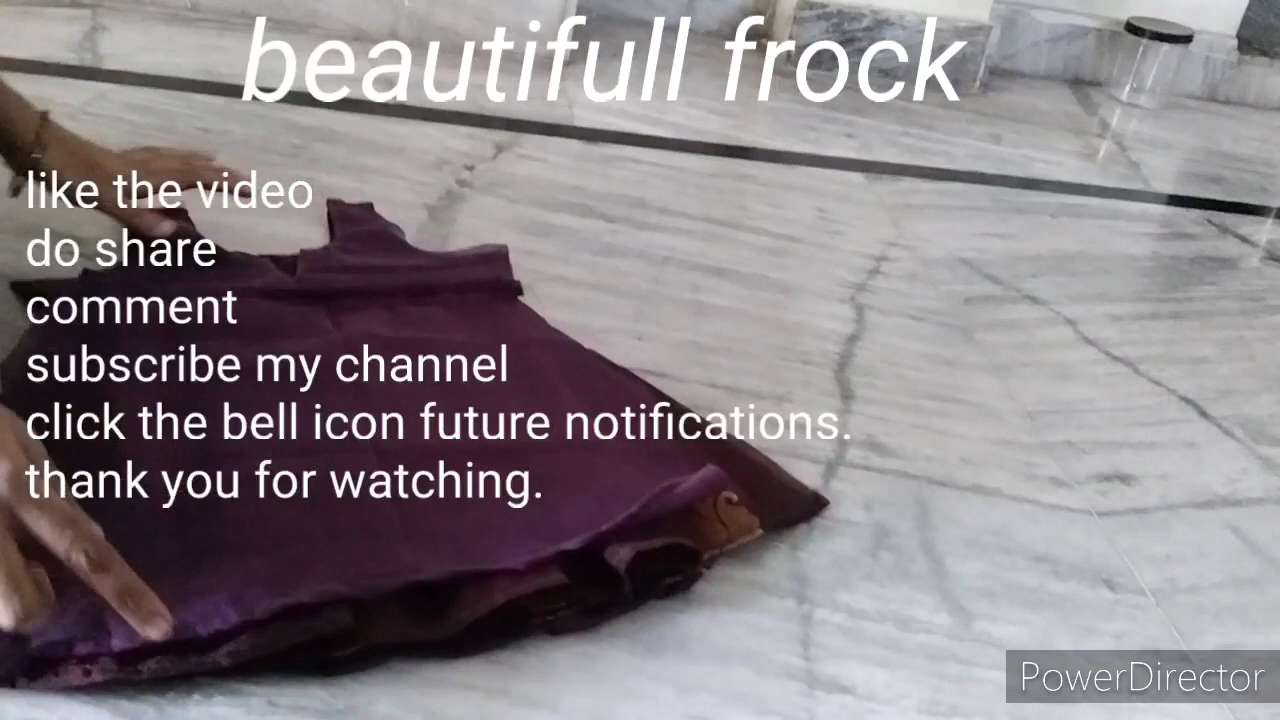 beautifull frock
like the video
do share
comment
subscribe my channel
click the bell icon future notifications.
thank you for watching.
PowerDirector